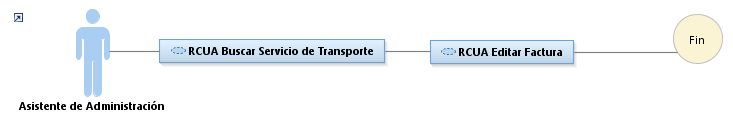 RCUA Buscar Servicio de Transporte
RCUA Editar Factura
Fin
Asistente de Administración